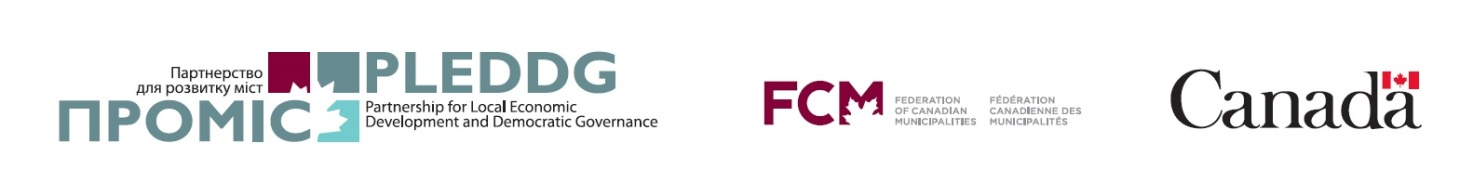 Партнерство
для розвитку міст
ПРОМІС
PLEDDG
Partnership for Local Economic
Development and Democratic Governance
FCM
FEDERATION
OF CANADIAN
MUNICIPALITIES
FÉDÉRATION
CANADIENNE DES
MUNICIPALITÉS
Canada